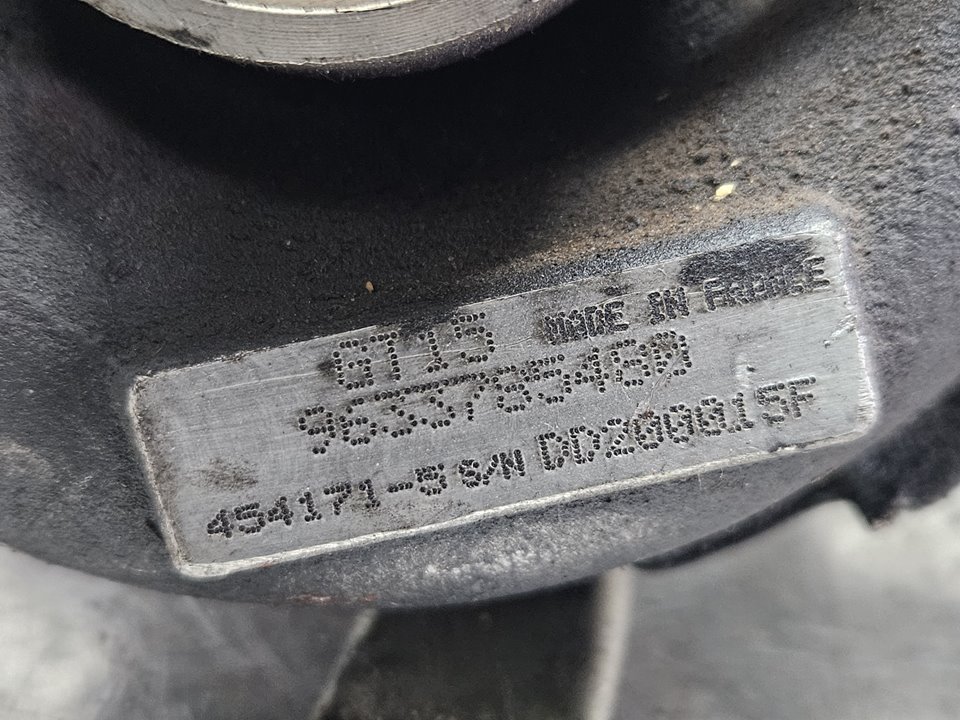 GT15 MADE IN FRANCE
9633785480
454171-5 S/N DD200015F